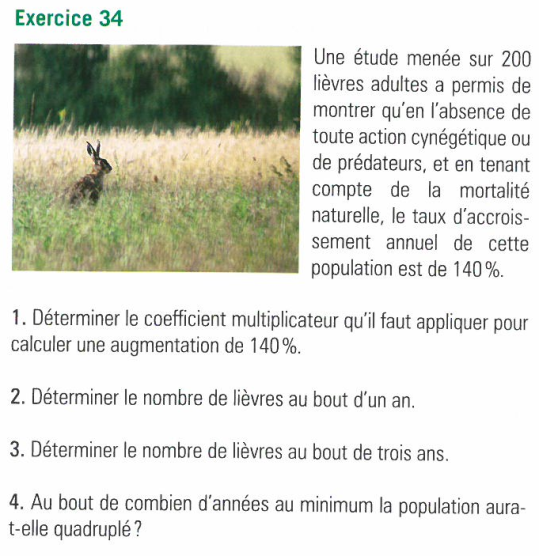 Exercice 34
Une étude menée sur 200
lièvres adultes a permis de
montrer qu'en l'absence de
toute action cynégétique ou
de prédateurs, et en tenant
compte de la mortalité
naturelle, le taux d'accrois-
sement annuel de cette
population est de 140 %.
1. Déterminer le coefficient multiplicateur qu'il faut appliquer pour
calculer une augmentation de 140 %.
2. Déterminer le nombre de lièvres au bout d'un an.
3. Déterminer le nombre de lièvres au bout de trois ans.
4. Au bout de combien d'années au minimum la population aura-
t-elle quadruplé ?